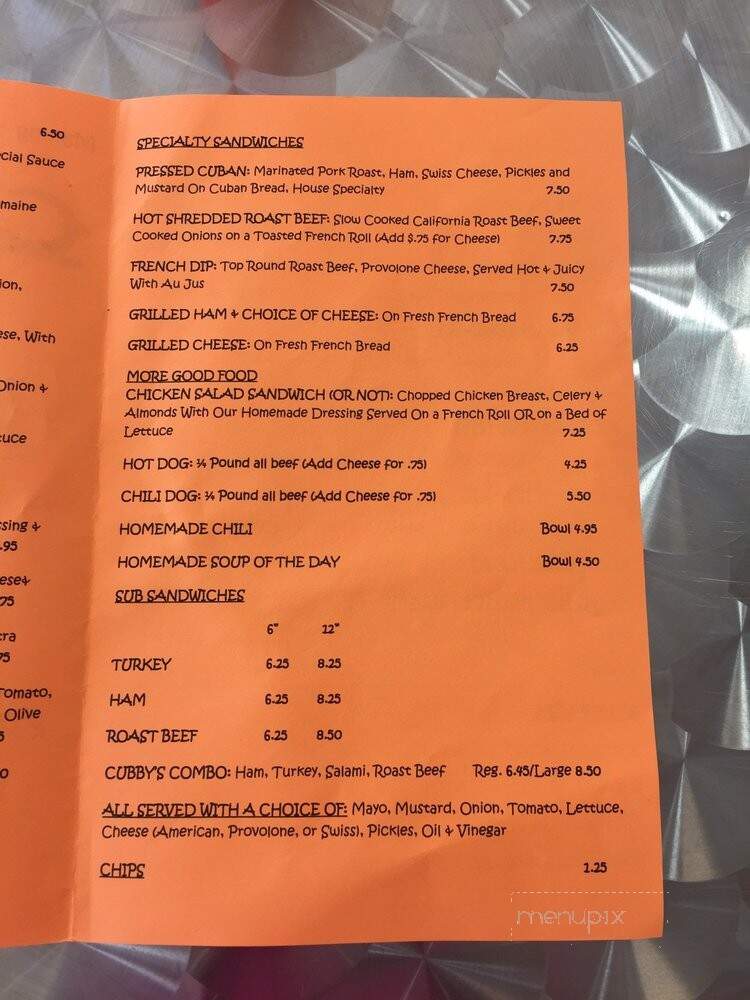 6.50
cial Sauce
maine
ion,
ese, With
Onion &
tuce
sing &
.95
ese&
75
tra
75
Tomato,
Olive
5
0
SPECIALTY SANDWICHES
PRESSED CUBAN: Marinated Pork Roast, Ham, Swiss Cheese, Pickles and
Mustard On Cuban Bread, House Specialty 7.50
HOT SHREDDED ROAST BEEF: Slow Cooked California Roast Beef, Sweet
Cooked Onions on a Toasted French Roll (Add $.75 for Cheese) 7.75
FRENCH DIP: Top Round Roast Beef, Provolone Cheese, Served Hot & Juicy
With Au Jus 7.50
GRILLED HAM & CHOICE OF CHEESE: On Fresh French Bread 6.75
GRILLED CHEESE: On Fresh French Bread 6.25
MORE GOOD FOOD
CHICKEN SALAD SANDWICH (OR NOT): Chopped Chicken Breast, Celery &
Almonds With Our Homemade Dressing Served On a French Roll OR on a Bed of
Lettuce 7.25
HOT DOG: ¼ Pound all beef (Add Cheese for .75) 4.25
CHILI DOG: ¼ Pound all beef (Add Cheese for .75) 5.50
HOMEMADE CHILI Bowl 4.95
HOMEMADE SOUP OF THE DAY Bowl 4.50
SUB SANDWICHES
6" 12"
TURKEY 6.25 8.25
HAM 6.25 8.25
ROAST BEEF 6.25 8.50
CUBBY'S COMBO: Ham, Turkey, Salami, Roast Beef Reg. 6.45/Large 8.50
ALL SERVED WITH A CHOICE OF: Mayo, Mustard, Onion, Tomato, Lettuce,
Cheese (American, Provolone, or Swiss), Pickles, Oil & Vinegar
CHIPS 1.25
menupix